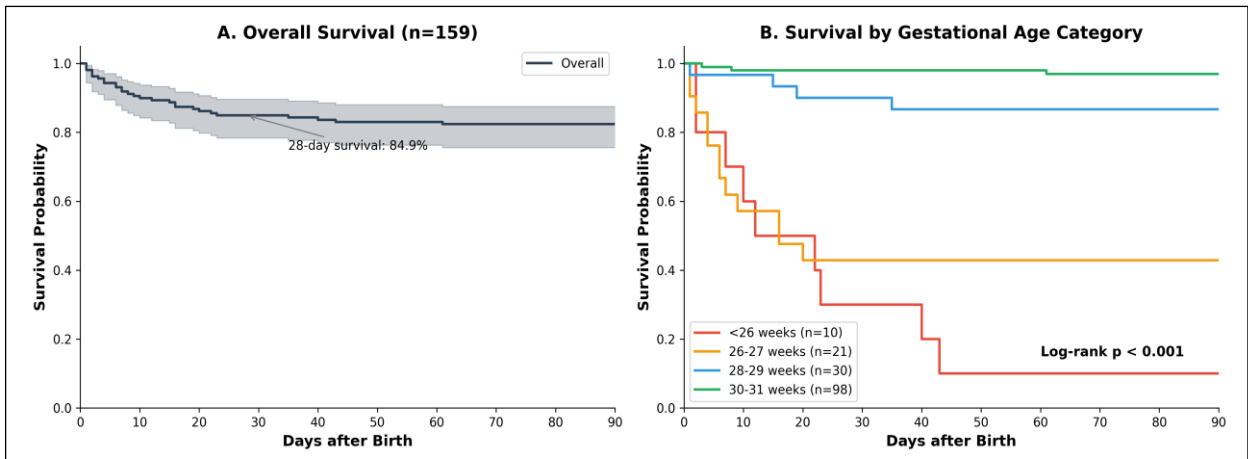 A. Overall Survival (n=159)
Survival Probability
1.0
0.8
0.6
0.4
0.2
0.0
Overall
28-day survival: 84.9%
0 10 20 30 40 50 60 70 80 90
Days after Birth
B. Survival by Gestational Age Category
Survival Probability
1.0
0.8
0.6
0.4
0.2
0.0
<26 weeks (n=10)
26-27 weeks (n=21)
28-29 weeks (n=30)
30-31 weeks (n=98)
Log-rank p < 0.001
0 10 20 30 40 50 60 70 80 90
Days after Birth